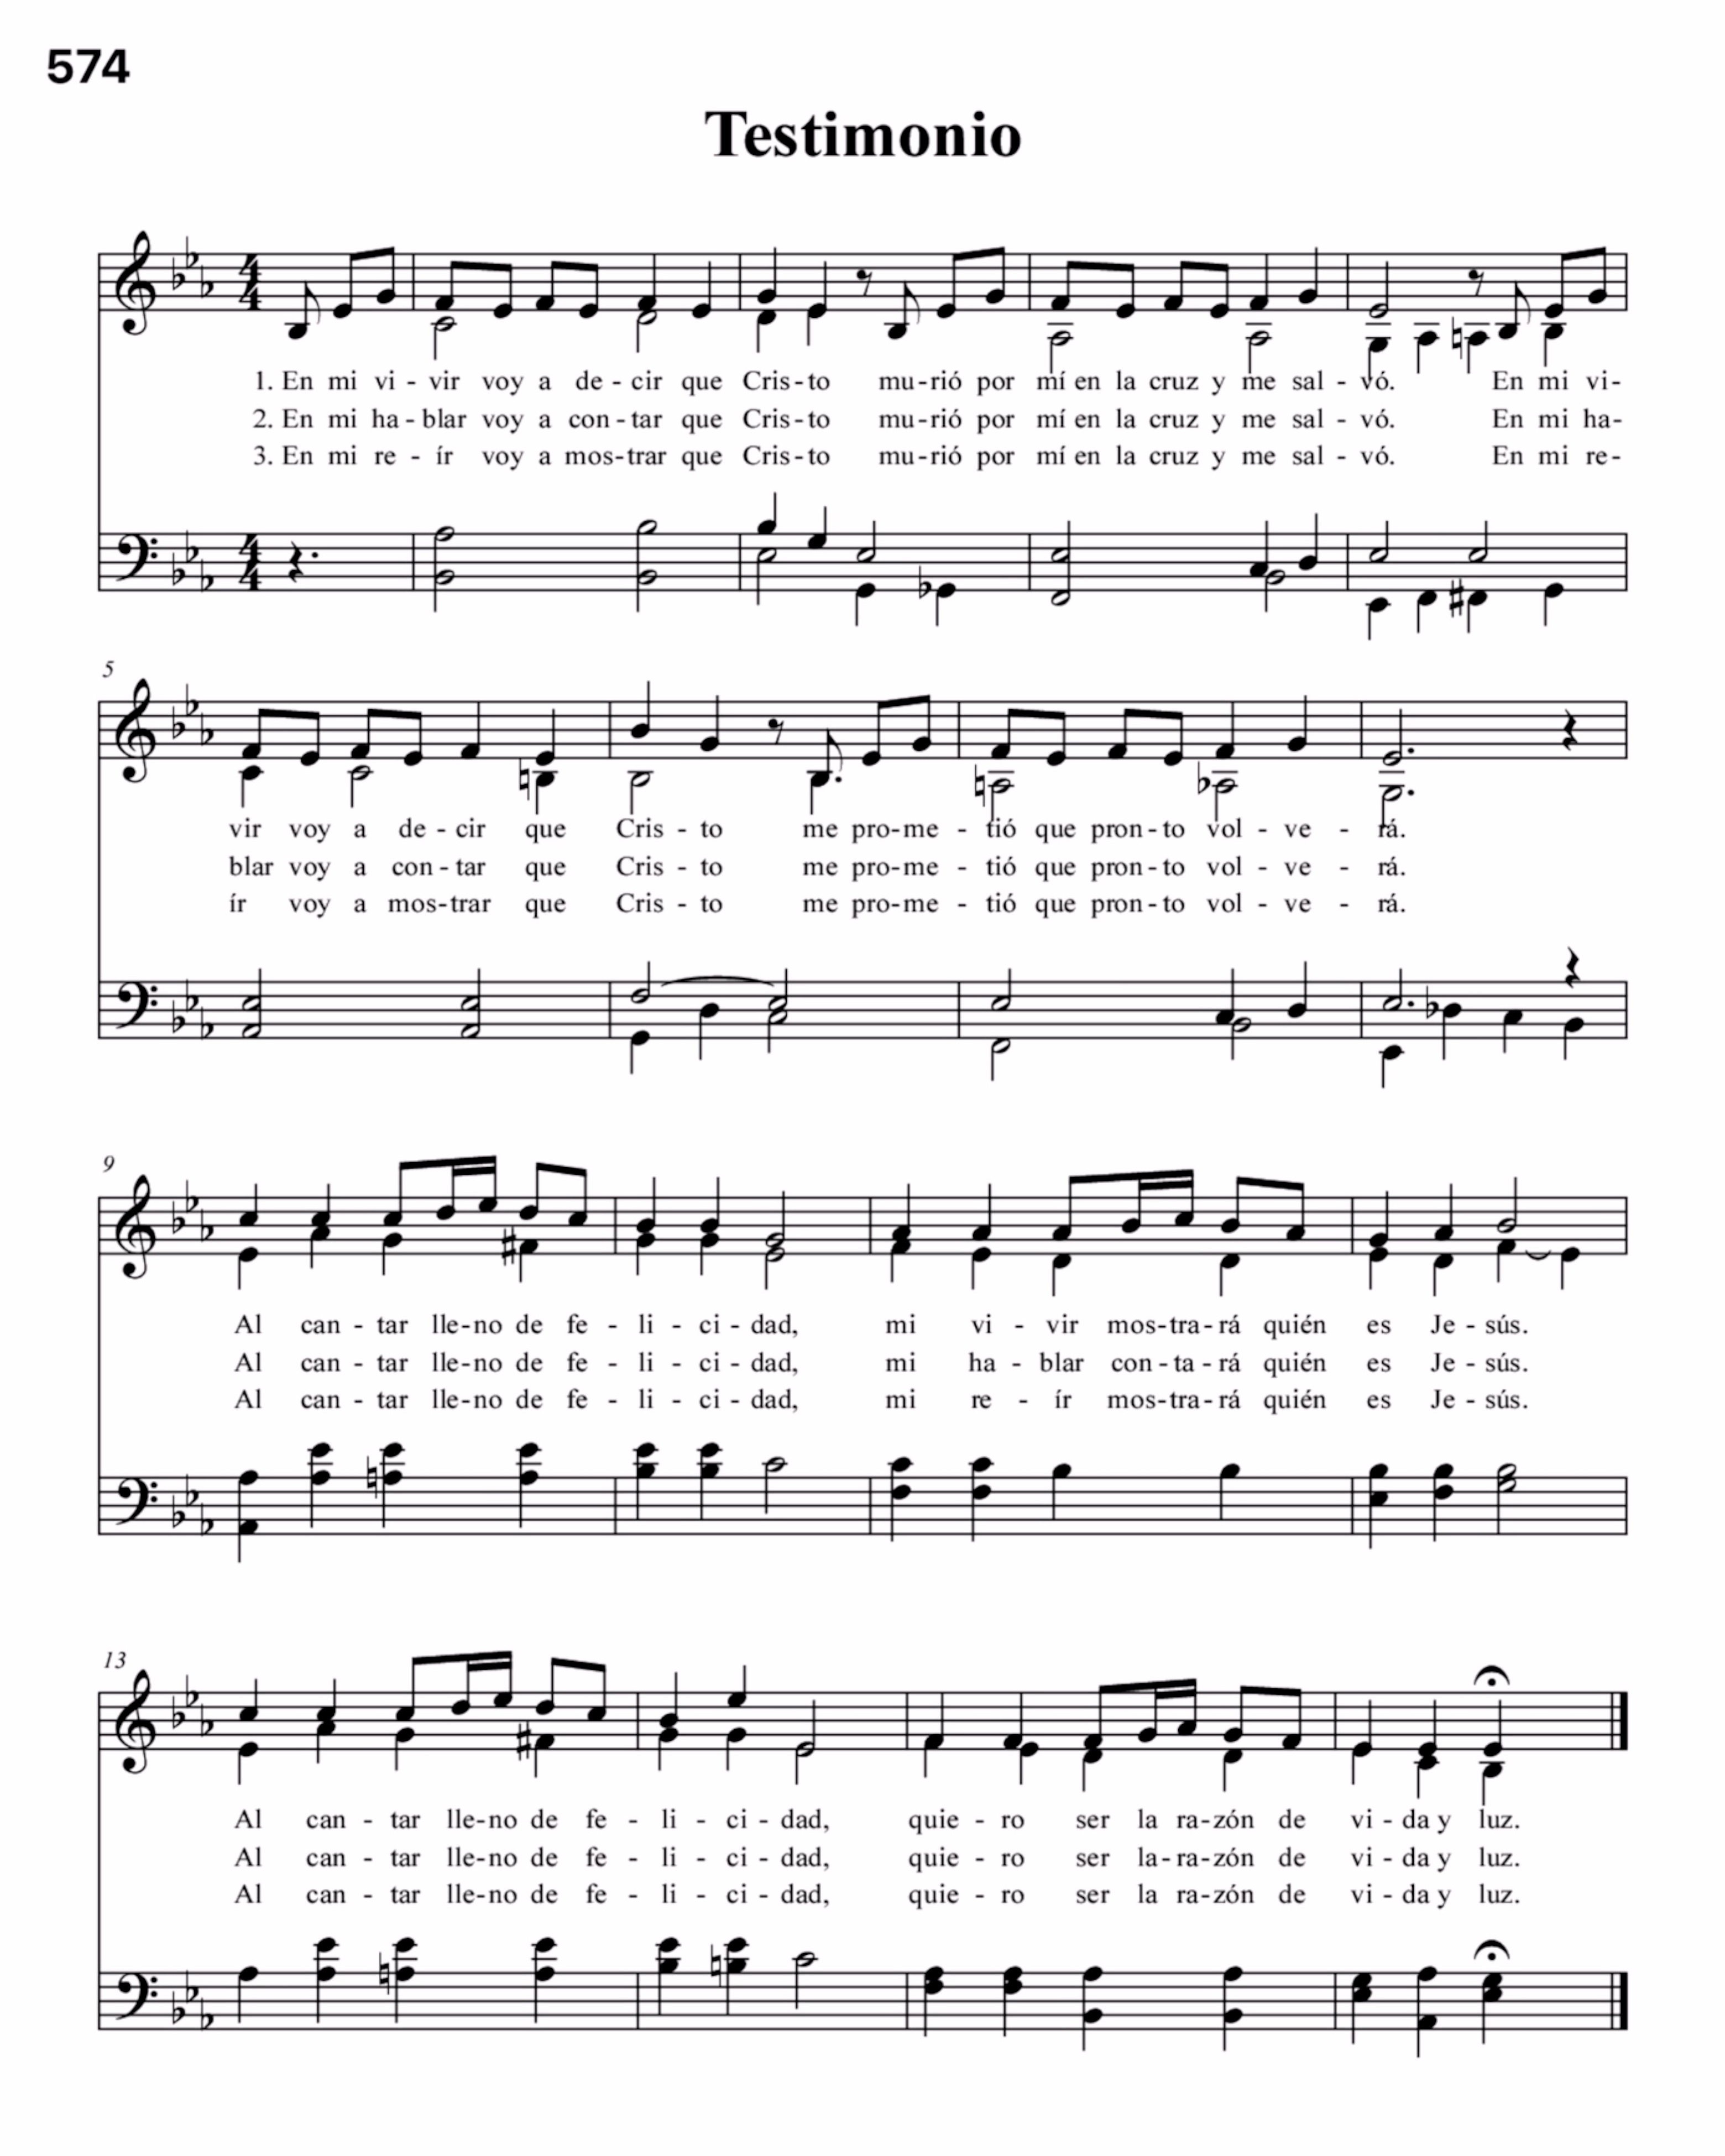 574
Testimonio
1. En mi vi - vir voy a de - cir que Cris - to mu - rió por mí en la cruz y me sal - vó. En mi vi -
2. En mi ha - blar voy a con - tar que Cris - to mu - rió por mí en la cruz y me sal - vó. En mi ha -
3. En mi re - ír voy a mos - trar que Cris - to mu - rió por mí en la cruz y me sal - vó. En mi re -
5
vir voy a de - cir que Cris - to me pro - me - tió que pron - to vol - ve - rá.
blar voy a con - tar que Cris - to me pro - me - tió que pron - to vol - ve - rá.
ír voy a mos - trar que Cris - to me pro - me - tió que pron - to vol - ve - rá.
9
Al can - tar lle - no de fe - li - ci - dad, mi vi - vir mos - tra - rá quién es Je - sús.
Al can - tar lle - no de fe - li - ci - dad, mi ha - blar con - ta - rá quién es Je - sús.
Al can - tar lle - no de fe - li - ci - dad, mi re - ír mos - tra - rá quién es Je - sús.
13
Al can - tar lle - no de fe - li - ci - dad, quie - ro ser la ra - zón de vi - da y luz.
Al can - tar lle - no de fe - li - ci - dad, quie - ro ser la - ra - zón de vi - da y luz.
Al can - tar lle - no de fe - li - ci - dad, quie - ro ser la ra - zón de vi - da y luz.